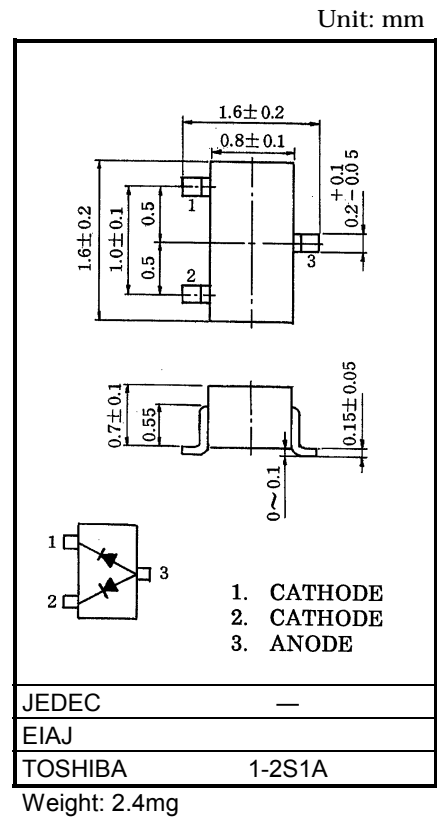 Unit: mm
1.6±0.2
0.8±0.1
1.6±0.2
1.0±0.1
0.5
0.5
1
2
3
+0.1
0.2-0.05
0.7±0.1
0.55
0.15±0.05
0~0.1
1
2
3
1. CATHODE
2. CATHODE
3. ANODE
JEDEC —
EIAJ
TOSHIBA 1-2S1A
Weight: 2.4mg